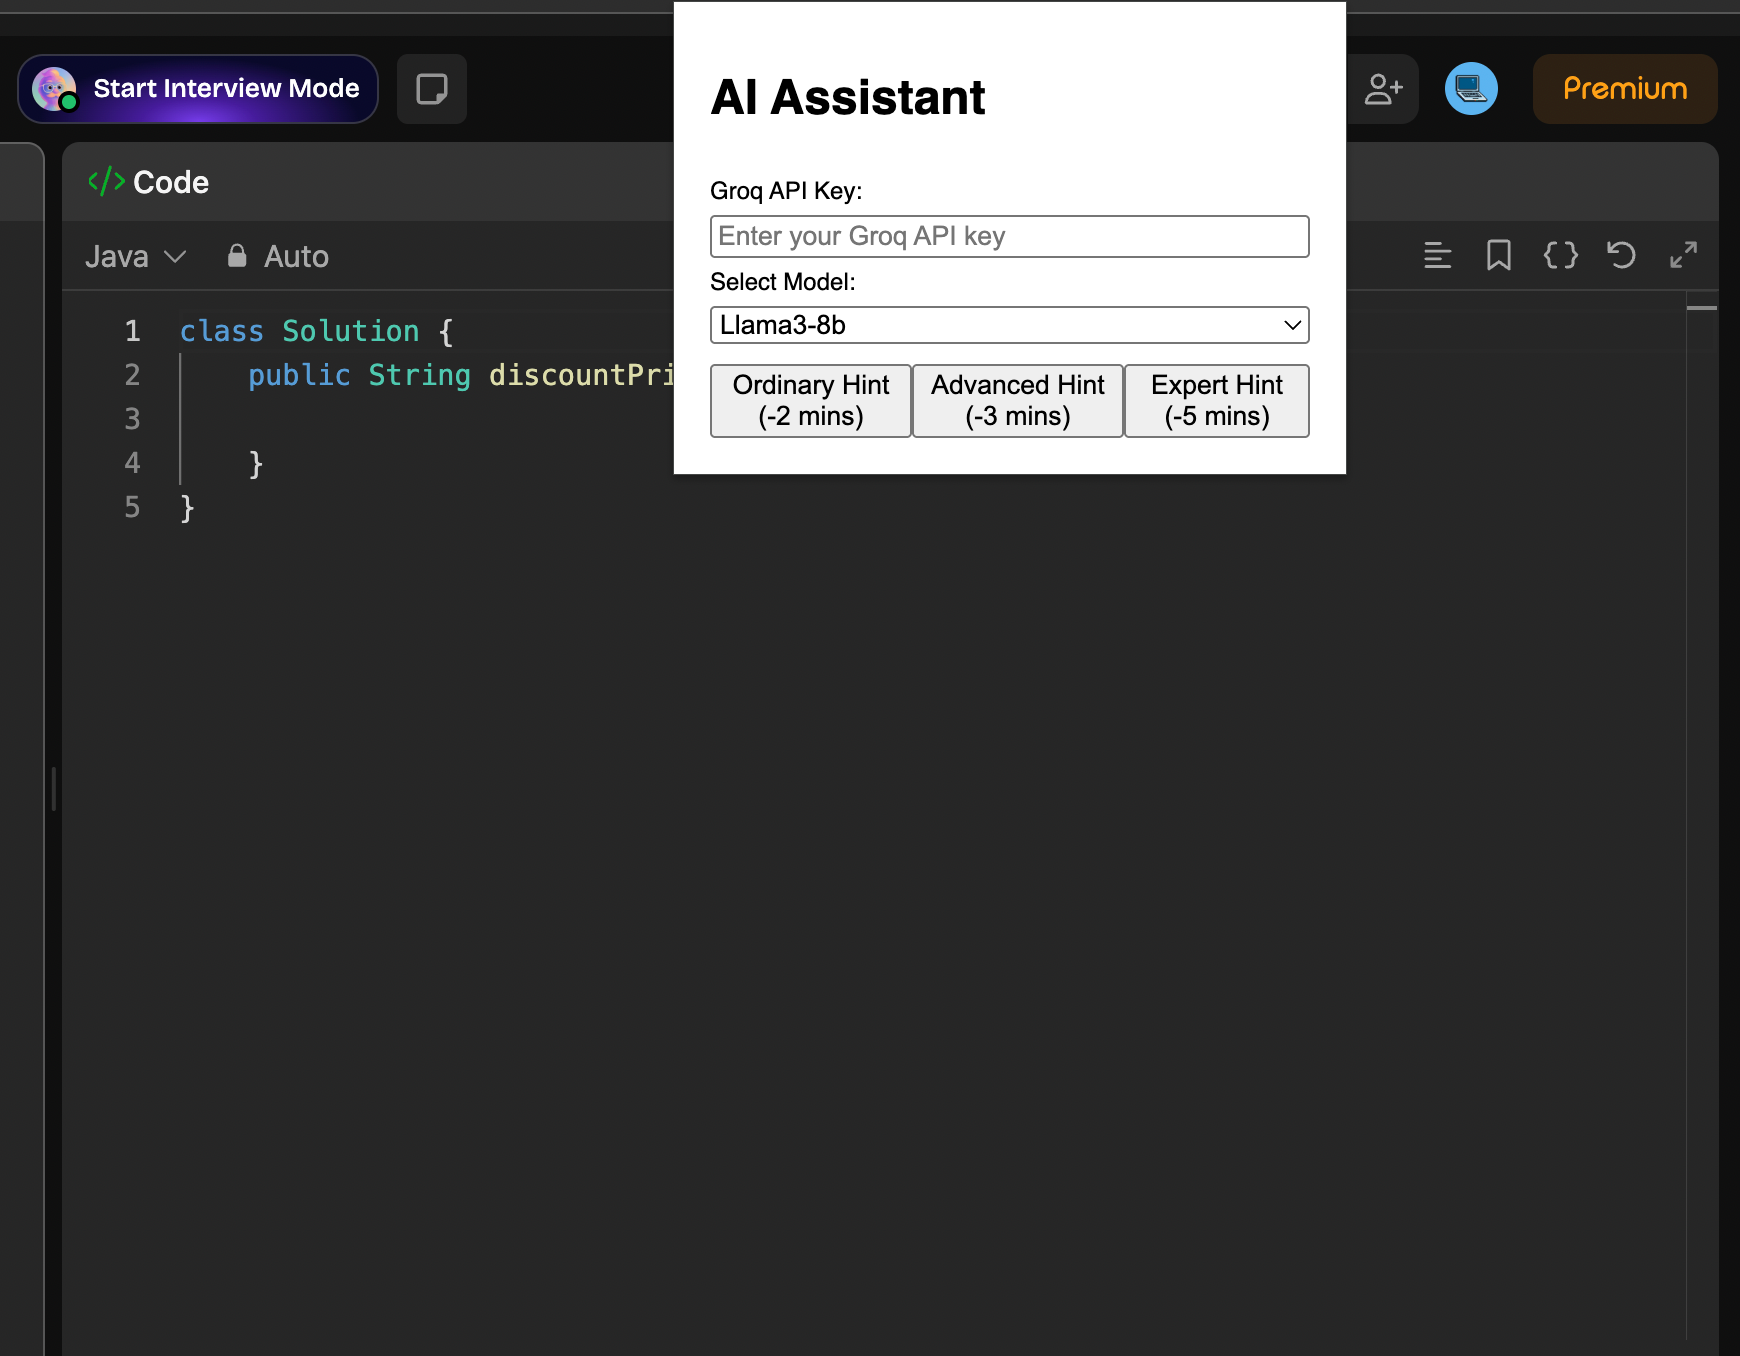 Start Interview Mode
Premium
</> Code
Java
Auto
1 class Solution {
2 public String discountPri
3
4 }
5 }
AI Assistant
Groq API Key:
Enter your Groq API key
Select Model:
Llama3-8b
Ordinary Hint
(-2 mins)
Advanced Hint
(-3 mins)
Expert Hint
(-5 mins)